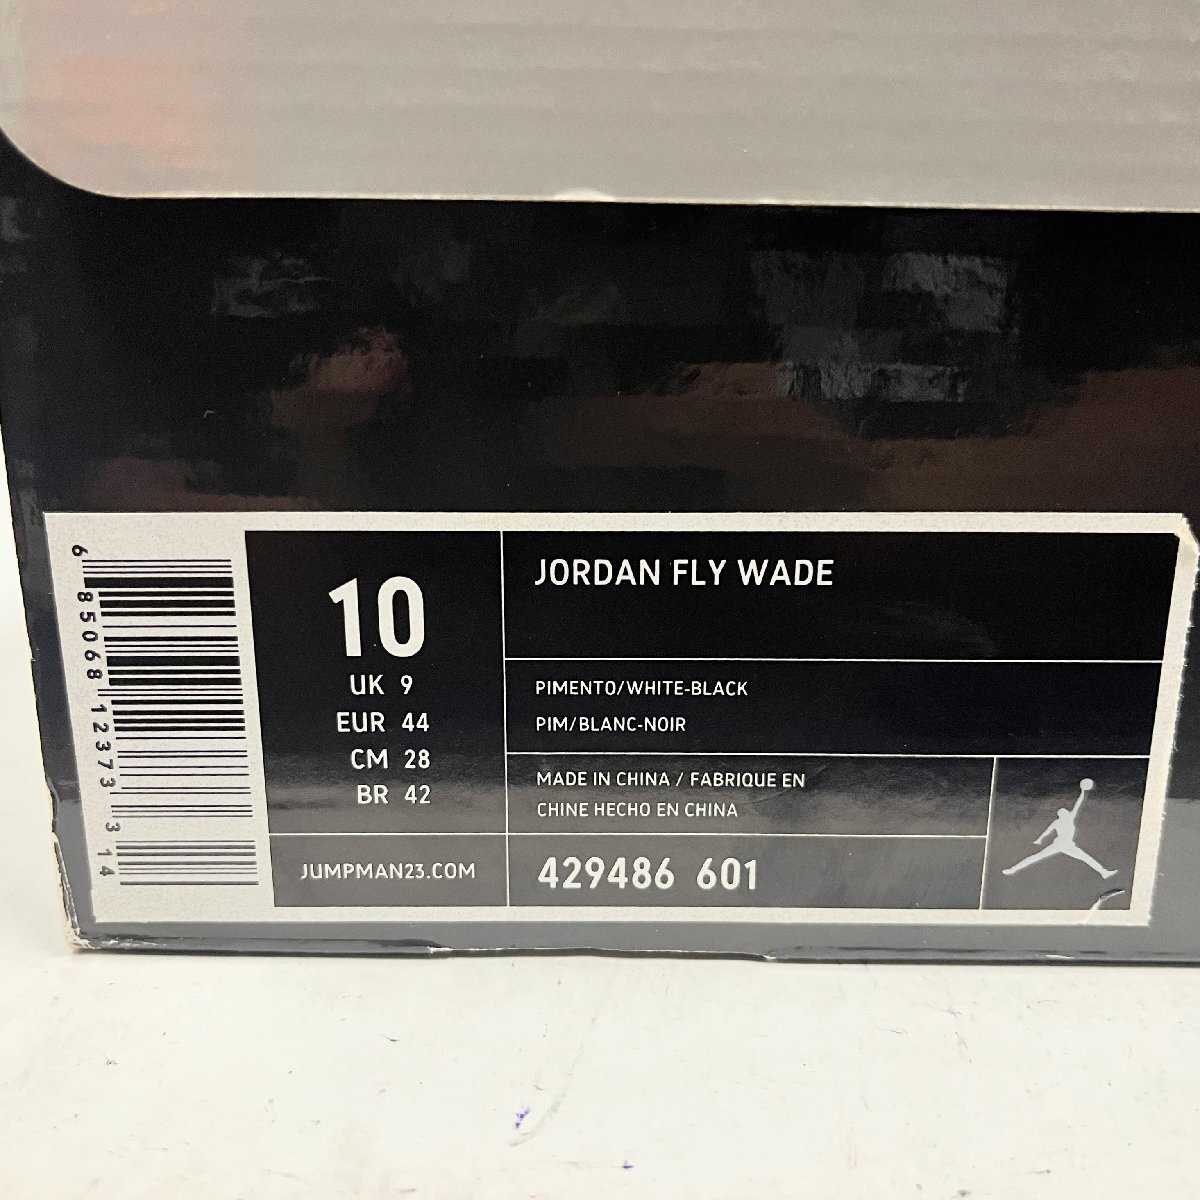 6 85068 12373 3 14
10
UK 9
EUR 44
CM 28
BR 42
JUMPMAN23.COM
JORDAN FLY WADE
PIMENTO/WHITE-BLACK
PIM/BLANC-NOIR
MADE IN CHINA / FABRIQUE EN
CHINE HECHO EN CHINA
429486 601